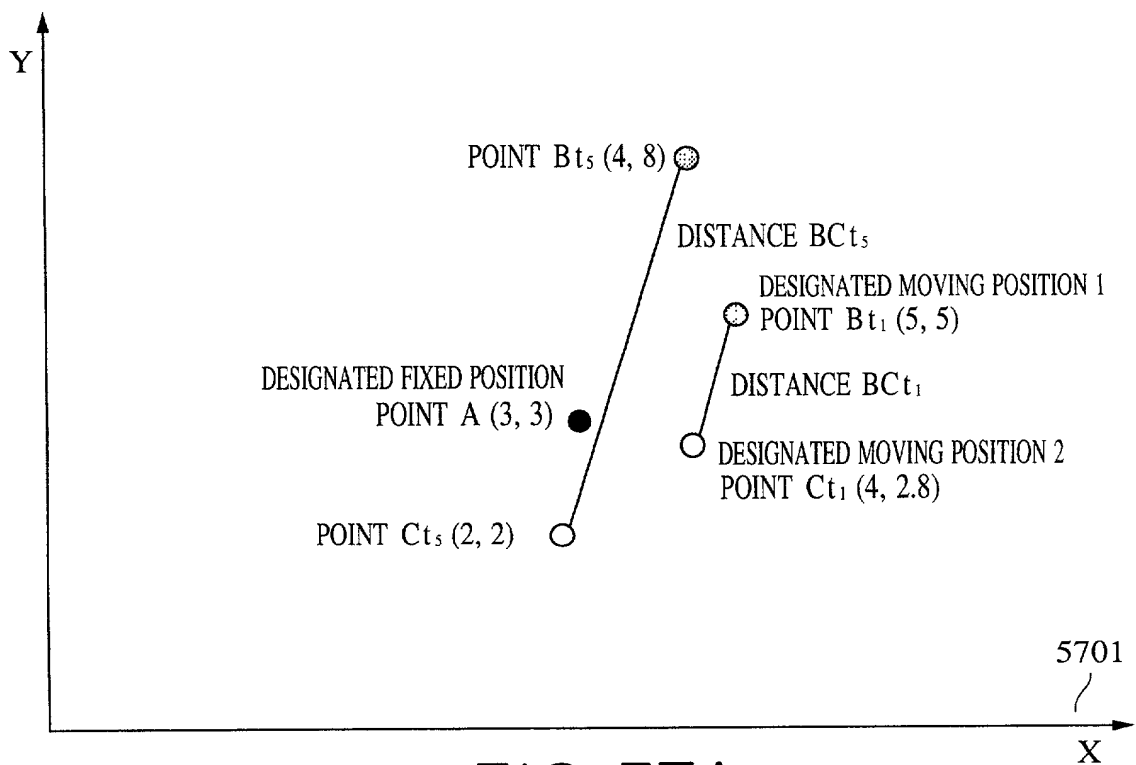 Y
POINT Bt₅ (4, 8)
DISTANCE BCt₅
DESIGNATED MOVING POSITION 1
POINT Bt₁ (5, 5)
DESIGNATED FIXED POSITION
POINT A (3, 3)
DISTANCE BCt₁
DESIGNATED MOVING POSITION 2
POINT Ct₁ (4, 2.8)
POINT Ct₅ (2, 2)
5701
X